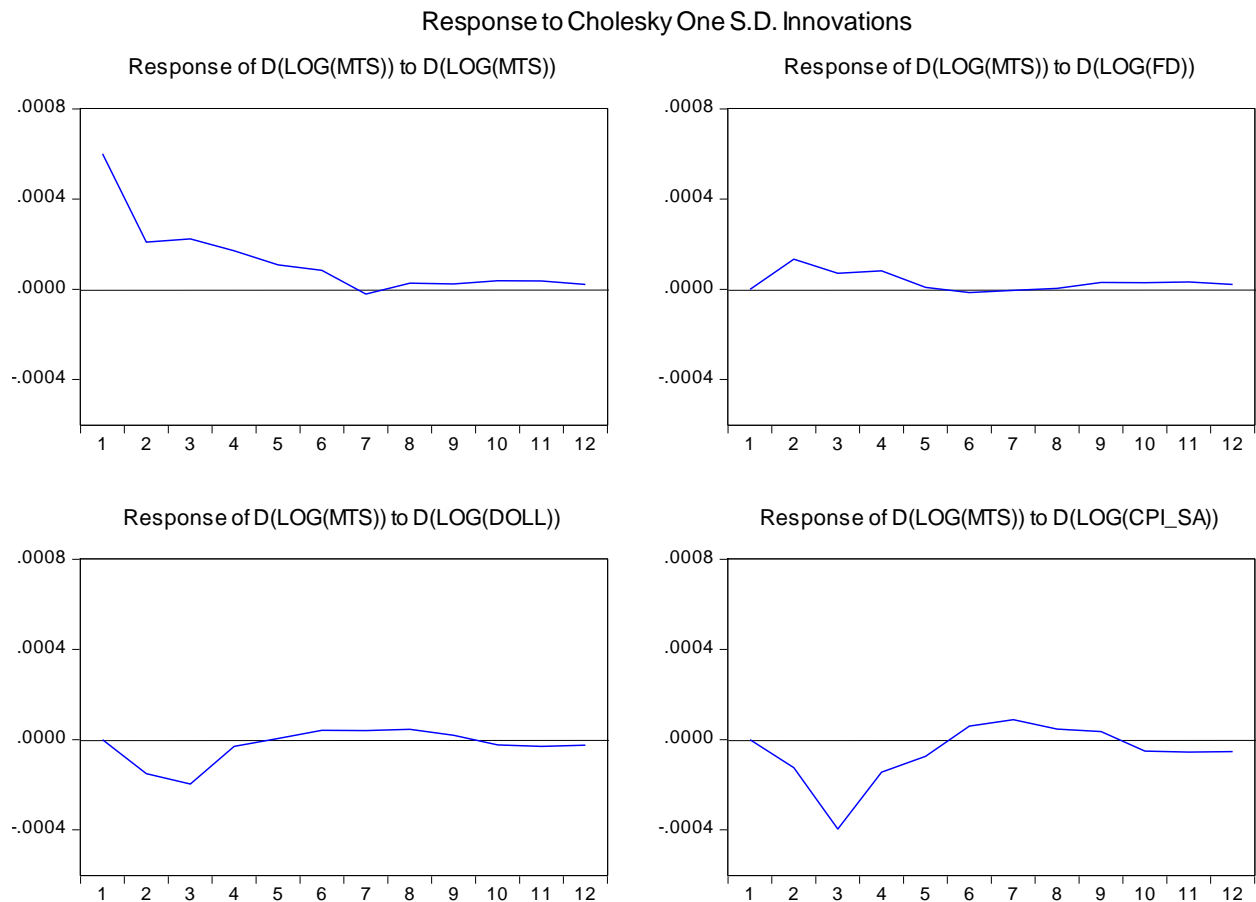 Response to Cholesky One S.D. Innovations
Response of D(LOG(MTS)) to D(LOG(MTS))
.0008
.0004
.0000
-.0004
1 2 3 4 5 6 7 8 9 10 11 12
Response of D(LOG(MTS)) to D(LOG(FD))
.0008
.0004
.0000
-.0004
1 2 3 4 5 6 7 8 9 10 11 12
Response of D(LOG(MTS)) to D(LOG(DOLL))
.0008
.0004
.0000
-.0004
1 2 3 4 5 6 7 8 9 10 11 12
Response of D(LOG(MTS)) to D(LOG(CPI_SA))
.0008
.0004
.0000
-.0004
1 2 3 4 5 6 7 8 9 10 11 12